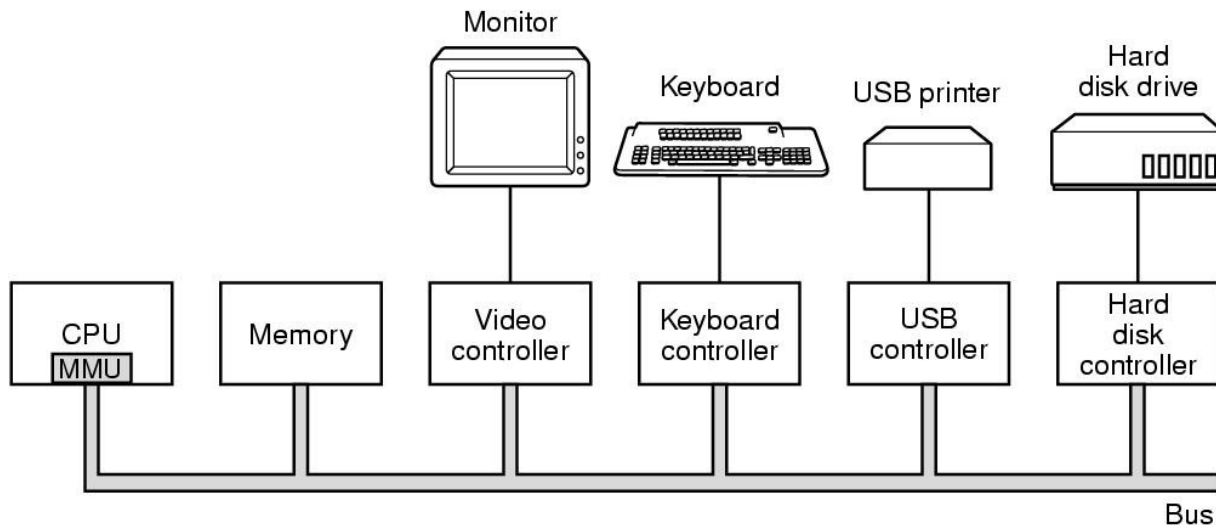 Monitor
Keyboard
USB printer
Hard
disk drive
CPU
MMU
Memory
Video
controller
Keyboard
controller
USB
controller
Hard
disk
controller
Bus